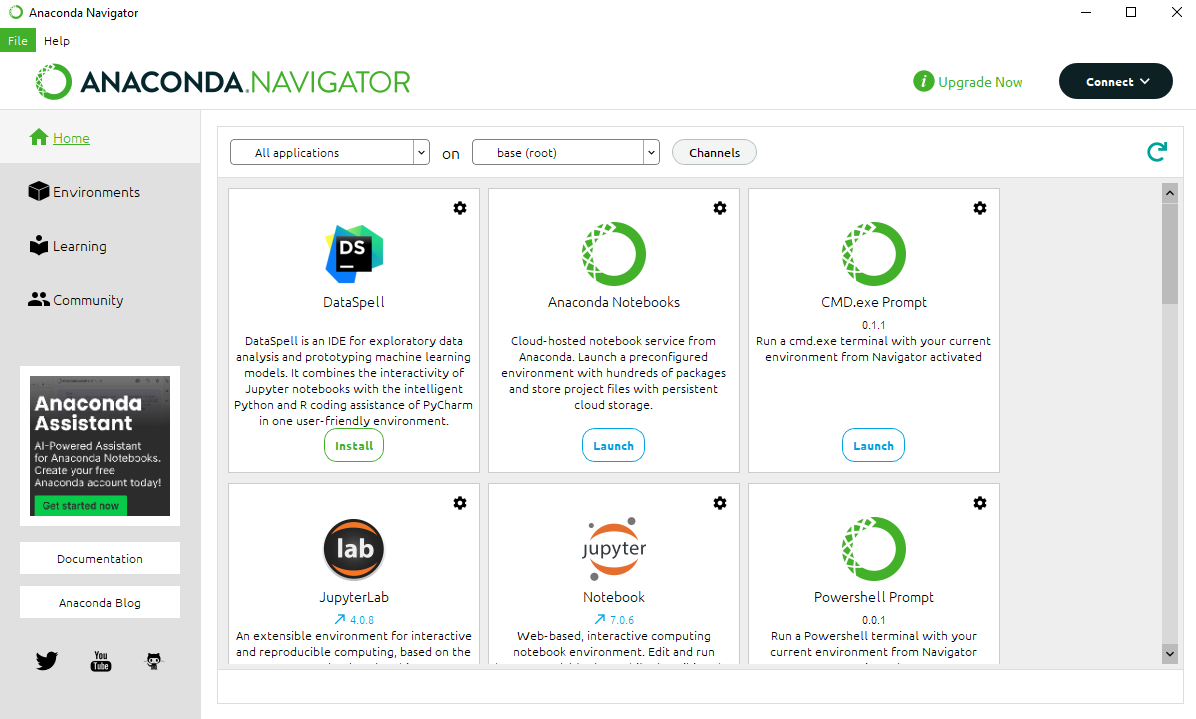 Anaconda Navigator
File Help
ANACONDA.NAVIGATOR
Upgrade Now
Connect
Home
Environments
Learning
Community
Anaconda
Assistant
AI-Powered Assistant
for Anaconda Notebooks.
Create your free
Anaconda account today!
Get started now
Documentation
Anaconda Blog
You
Tube
All applications on base (root) Channels
DS
DataSpell
DataSpell is an IDE for exploratory data
analysis and prototyping machine learning
models. It combines the interactivity of
Jupyter notebooks with the intelligent
Python and R coding assistance of PyCharm
in one user-friendly environment.
Install
Anaconda Notebooks
Cloud-hosted notebook service from
Anaconda. Launch a preconfigured
environment with hundreds of packages
and store project files with persistent
cloud storage.
Launch
CMD.exe Prompt
0.1.1
Run a cmd.exe terminal with your current
environment from Navigator activated
Launch
lab
JupyterLab
4.0.8
An extensible environment for interactive
and reproducible computing, based on the
jupyter
Notebook
7.0.6
Web-based, interactive computing
notebook environment. Edit and run
Powershell Prompt
0.0.1
Run a Powershell terminal with your
current environment from Navigator